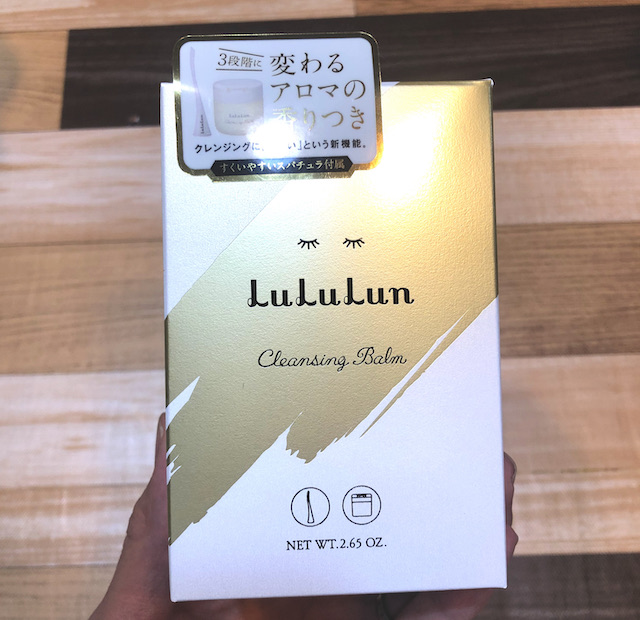 3段階に
変わる
アロマの
香りつき
クレンジングに、
」という新機能。
すくいやすいスパチュラ付属
LuLuLun
Cleansing Balm
NET WT.2.65 OZ.